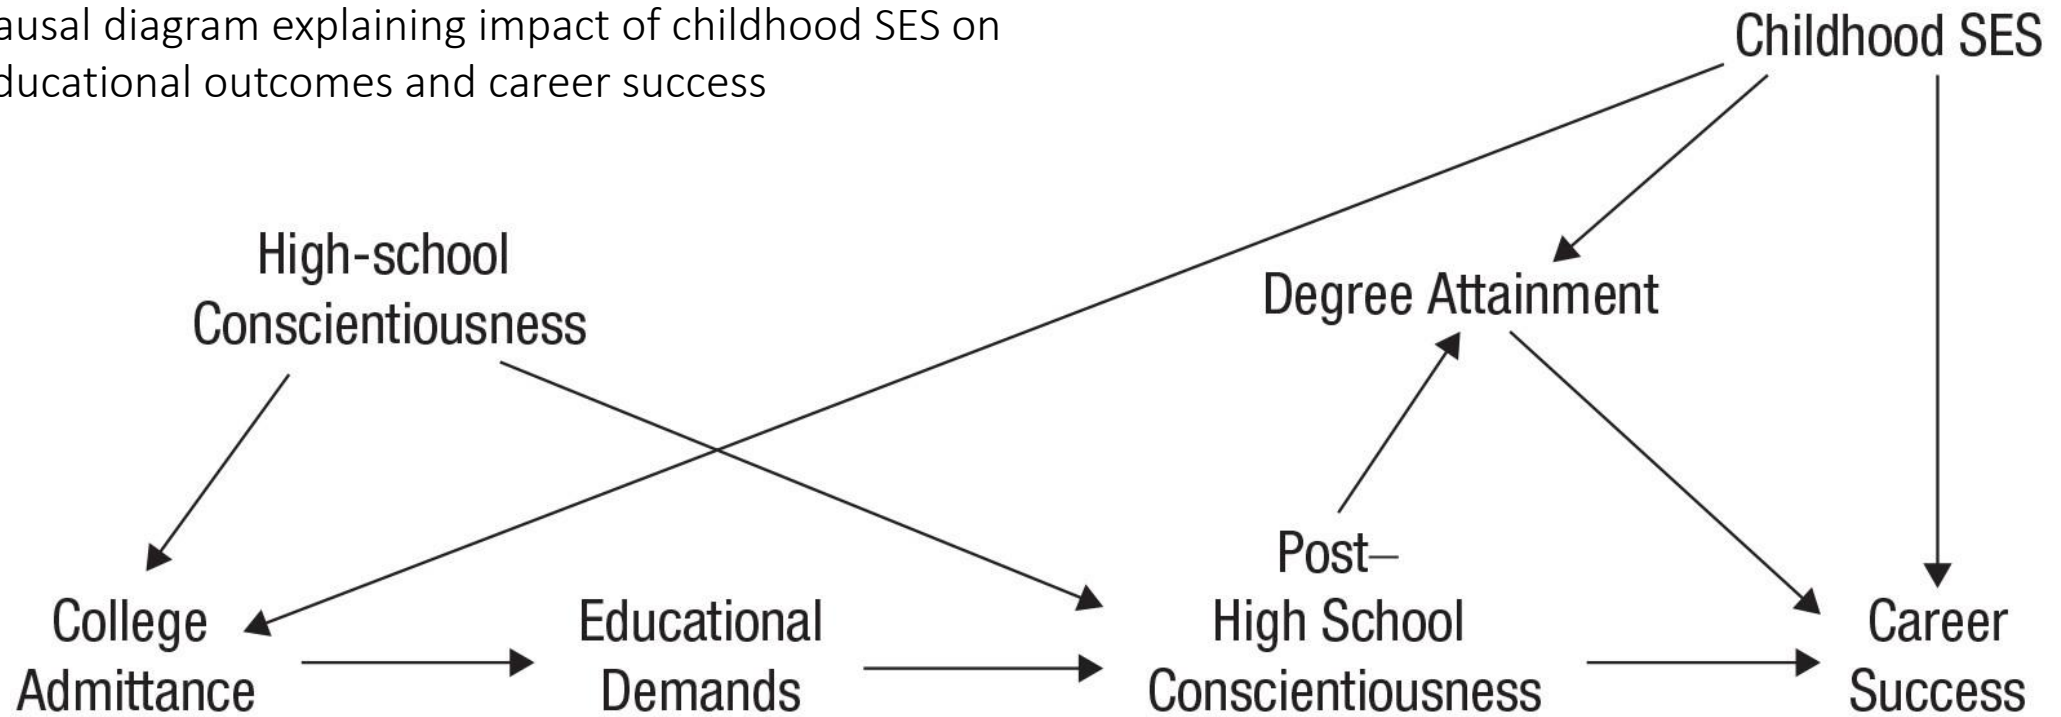 ausal diagram explaining impact of childhood SES on
ducational outcomes and career success
Childhood SES
High-school
Conscientiousness
Degree Attainment
College
Admittance
Educational
Demands
Post–
High School
Conscientiousness
Career
Success